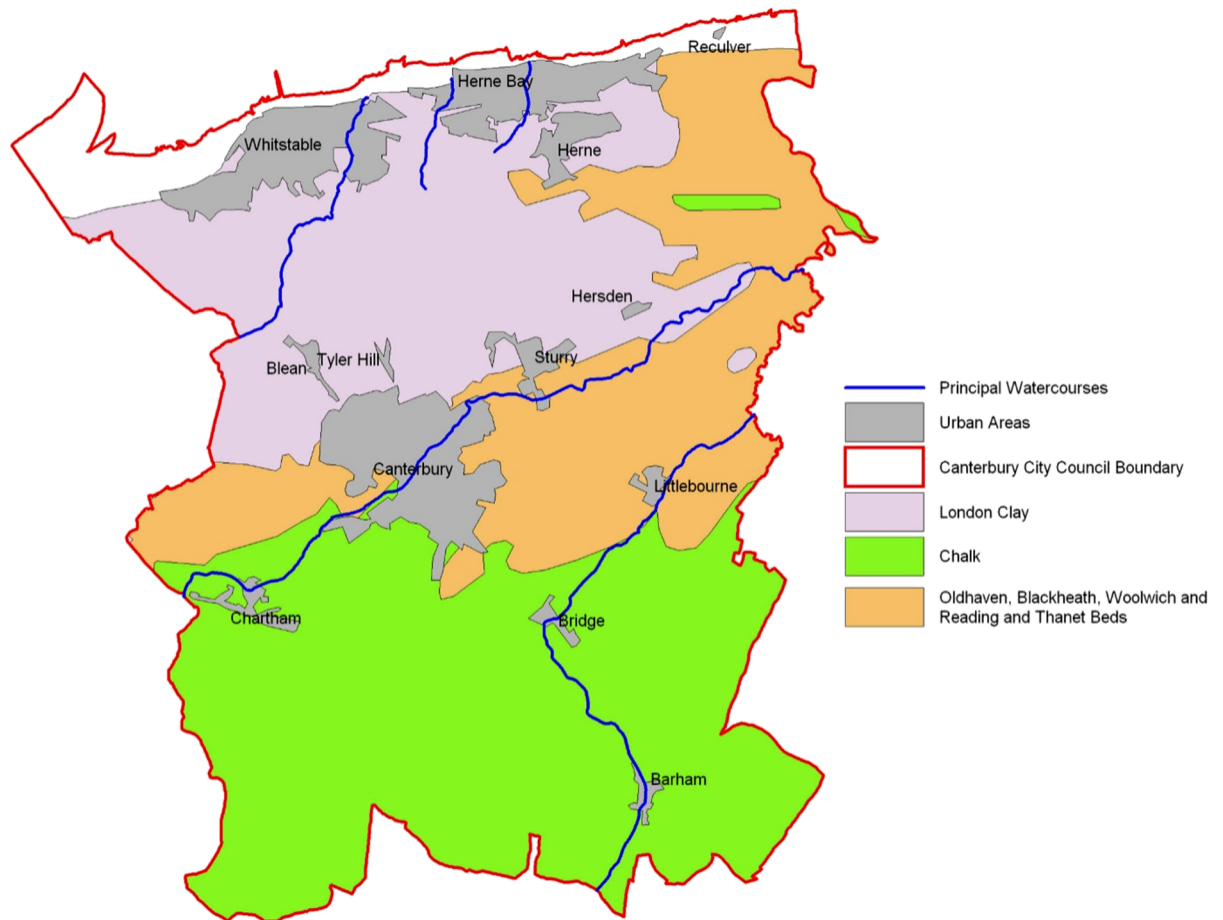 Reculver
Herne Bay
Whitstable
Herne
Hersden
Blean
Tyler Hill
Sturry
Canterbury
Littlebourne
Chartham
Bridge
Barham
Principal Watercourses
Urban Areas
Canterbury City Council Boundary
London Clay
Chalk
Oldhaven, Blackheath, Woolwich and
Reading and Thanet Beds